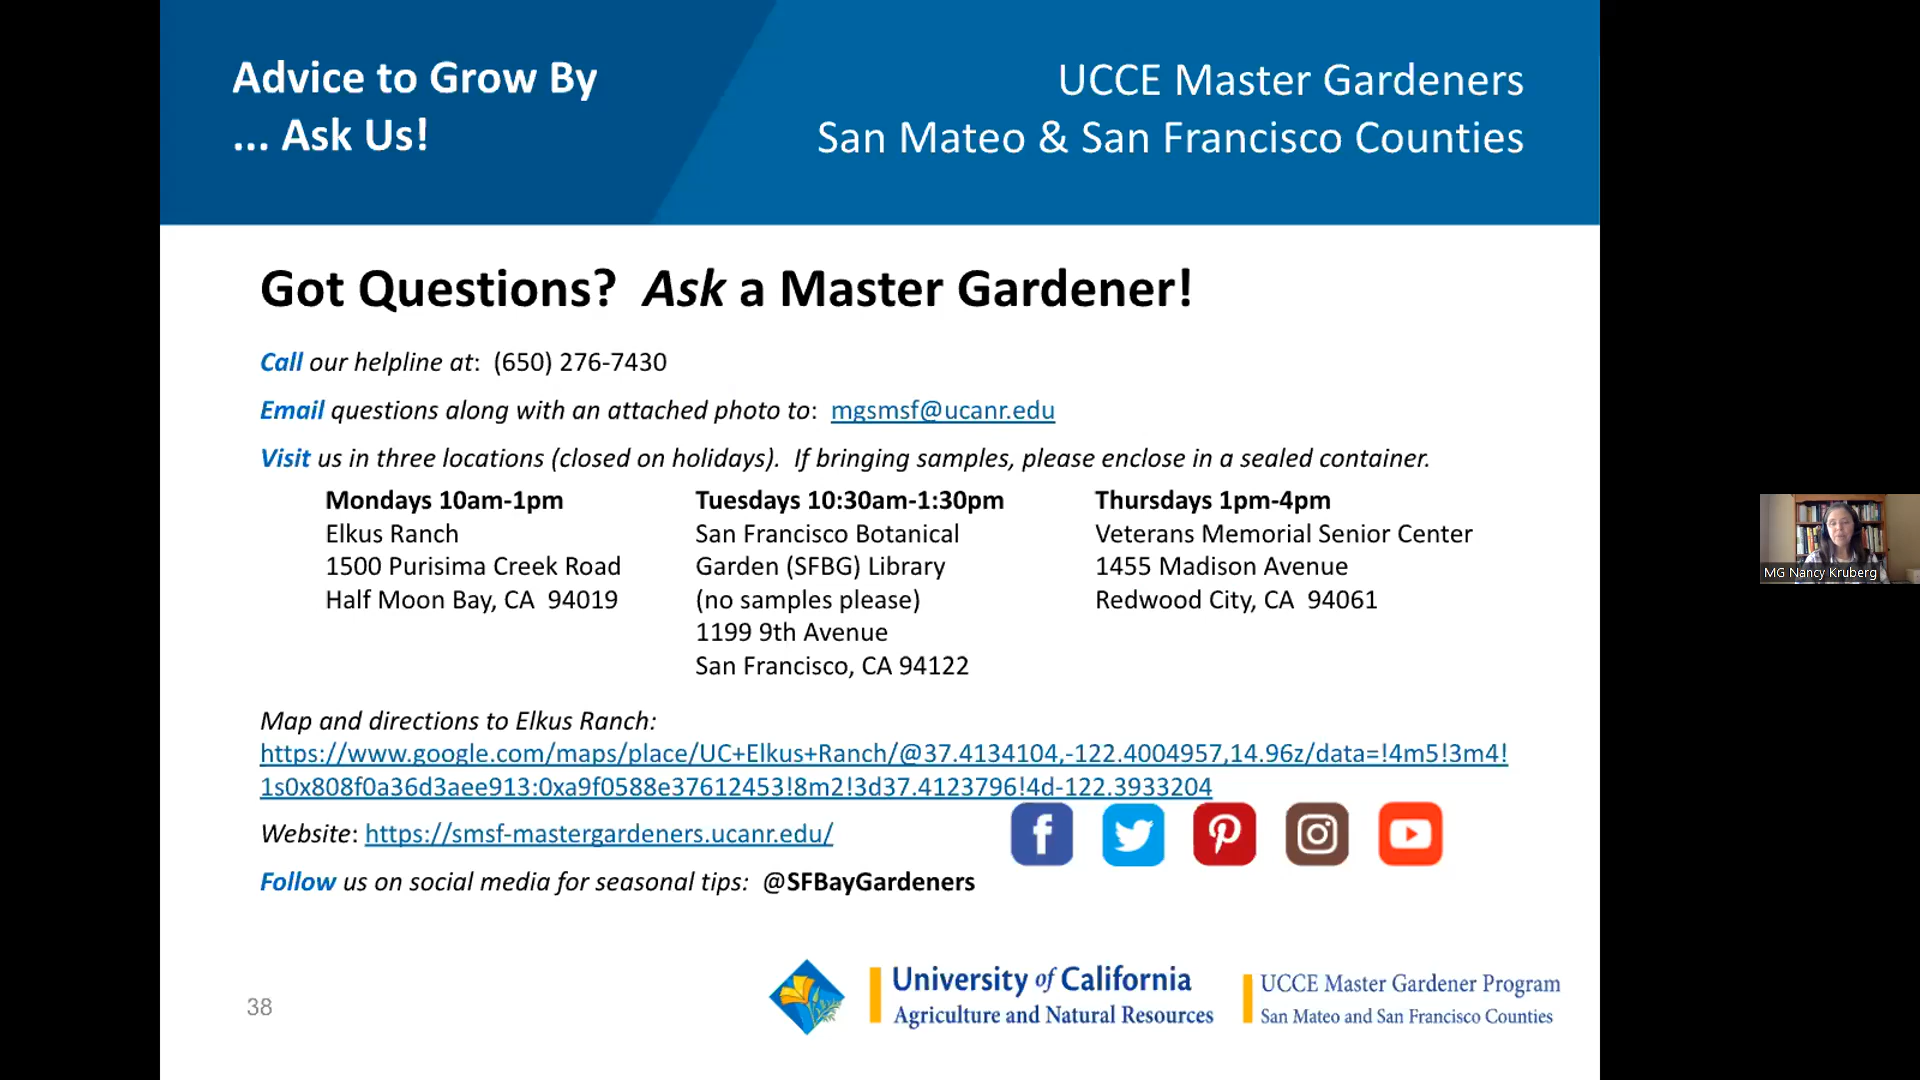 Advice to Grow By
... Ask Us!
UCCE Master Gardeners
San Mateo & San Francisco Counties
Got Questions?  Ask a Master Gardener!
Call our helpline at:  (650) 276-7430
Email questions along with an attached photo to:  mgsmsf@ucanr.edu
Visit us in three locations (closed on holidays).  If bringing samples, please enclose in a sealed container.
Mondays 10am-1pm
Elkus Ranch
1500 Purisima Creek Road
Half Moon Bay, CA  94019
Tuesdays 10:30am-1:30pm
San Francisco Botanical
Garden (SFBG) Library
(no samples please)
1199 9th Avenue
San Francisco, CA 94122
Thursdays 1pm-4pm
Veterans Memorial Senior Center
1455 Madison Avenue
Redwood City, CA  94061
Map and directions to Elkus Ranch:
https://www.google.com/maps/place/UC+Elkus+Ranch/@37.4134104,-122.4004957,14.96z/data=!4m5!3m4!
1s0x808f0a36d3aee913:0xa9f0588e37612453!8m2!3d37.4123796!4d-122.3933204
Website: https://smsf-mastergardeners.ucanr.edu/
Follow us on social media for seasonal tips:  @SFBayGardeners
38
University of California
Agriculture and Natural Resources
UCCE Master Gardener Program
San Mateo and San Francisco Counties
MG Nancy Kruberg